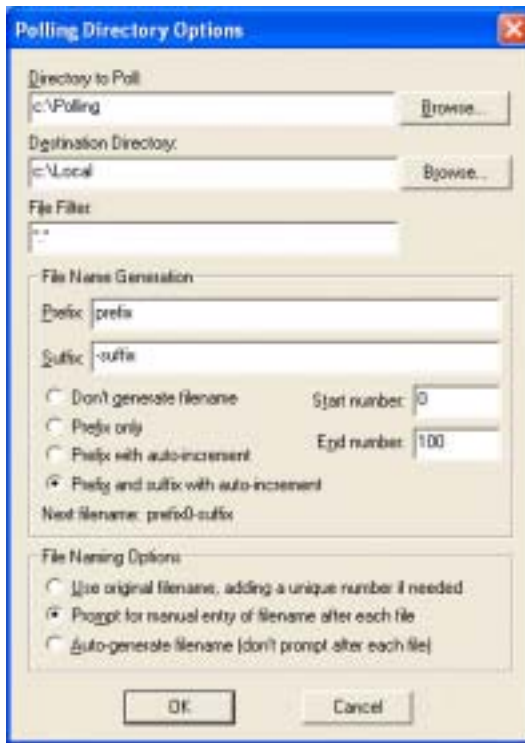 Polling Directory Options
Directory to Poll:
c:\Polling
Browse...
Destination Directory:
c:\Local
Browse...
File Filter:
*.*
File Name Generation
Prefix: prefix
Suffix: -suffix
Don't generate filename
Start number: 0
Prefix only
End number: 100
Prefix with auto-increment
Prefix and suffix with auto-increment
Next filename: prefix0-suffix
File Naming Options
Use original filename, adding a unique number if needed
Prompt for manual entry of filename after each file
Auto-generate filename (don't prompt after each file)
OK
Cancel